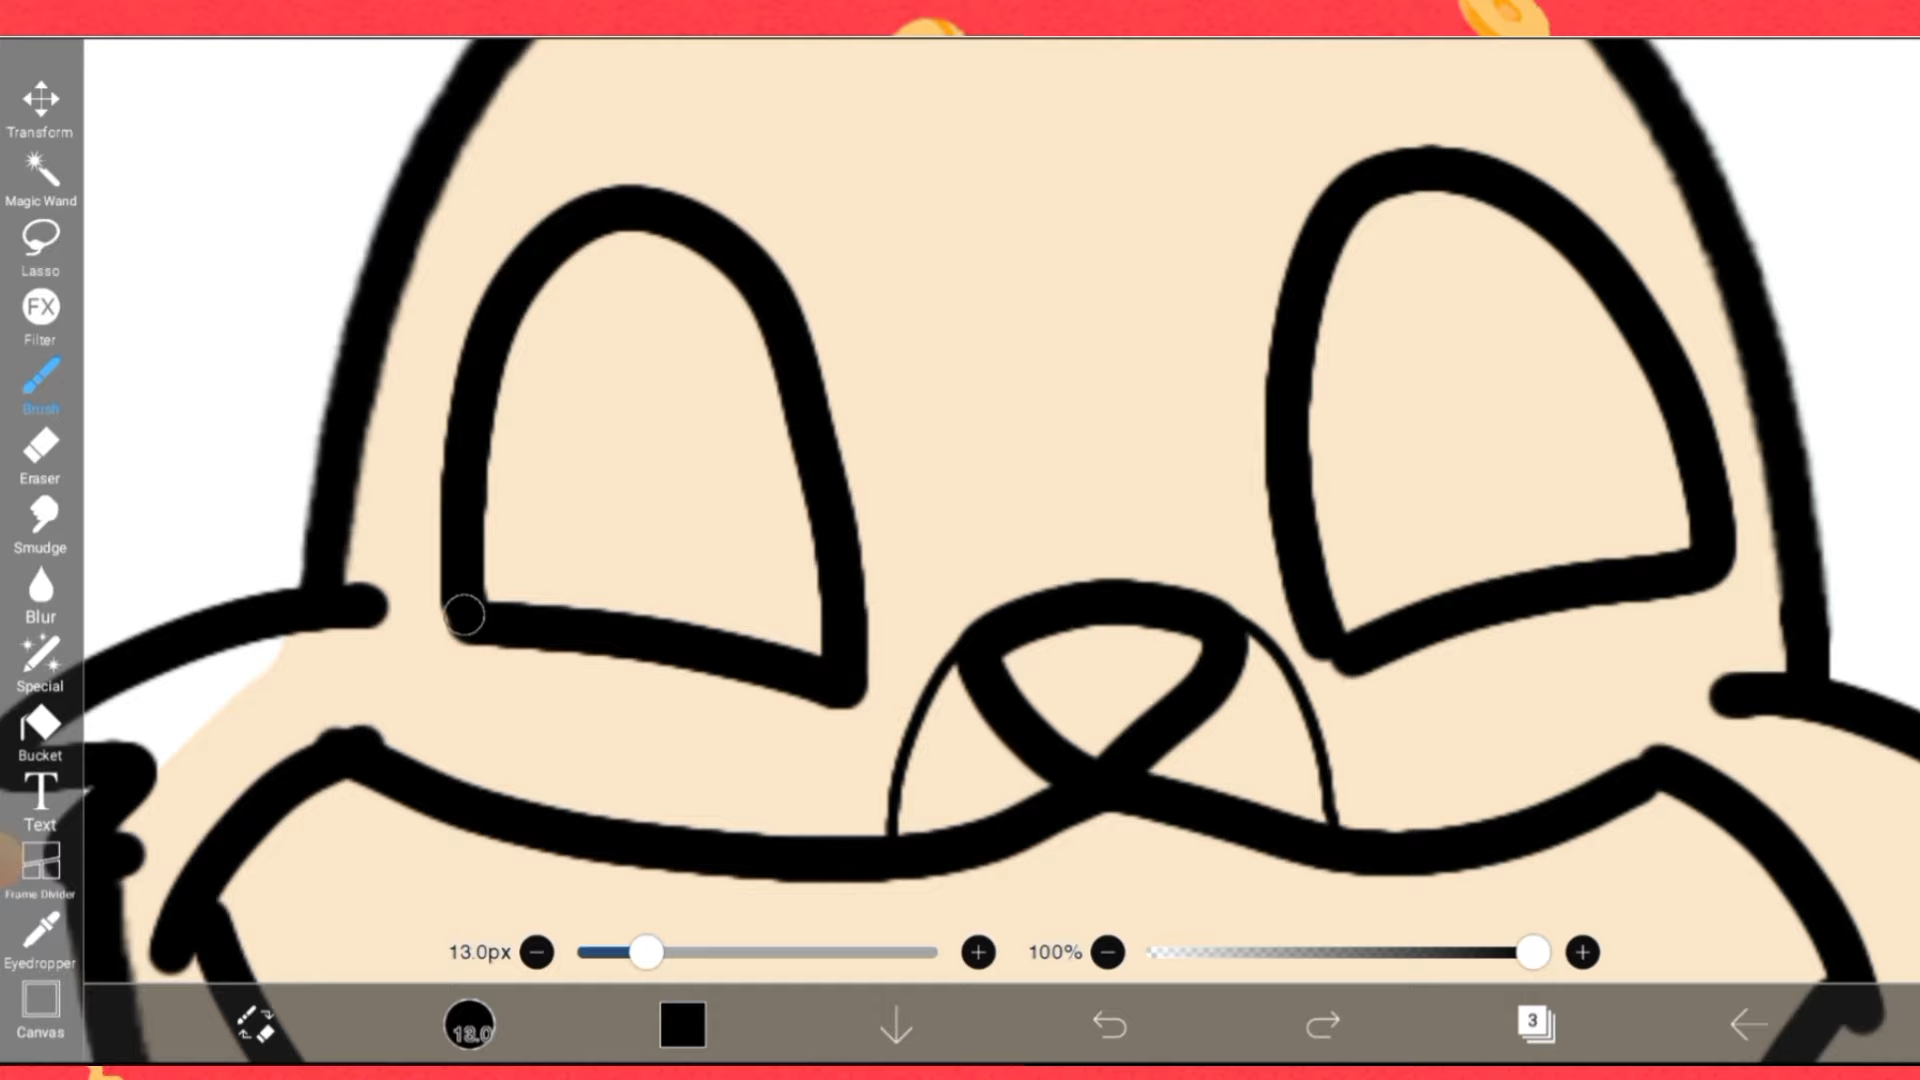 Transform
Magic Wand
Lasso
FX
Filter
Brush
Eraser
Smudge
Blur
Special
Bucket
T
Text
Frame Divider
Eyedropper
Canvas
13.0px
100%
13.0
3